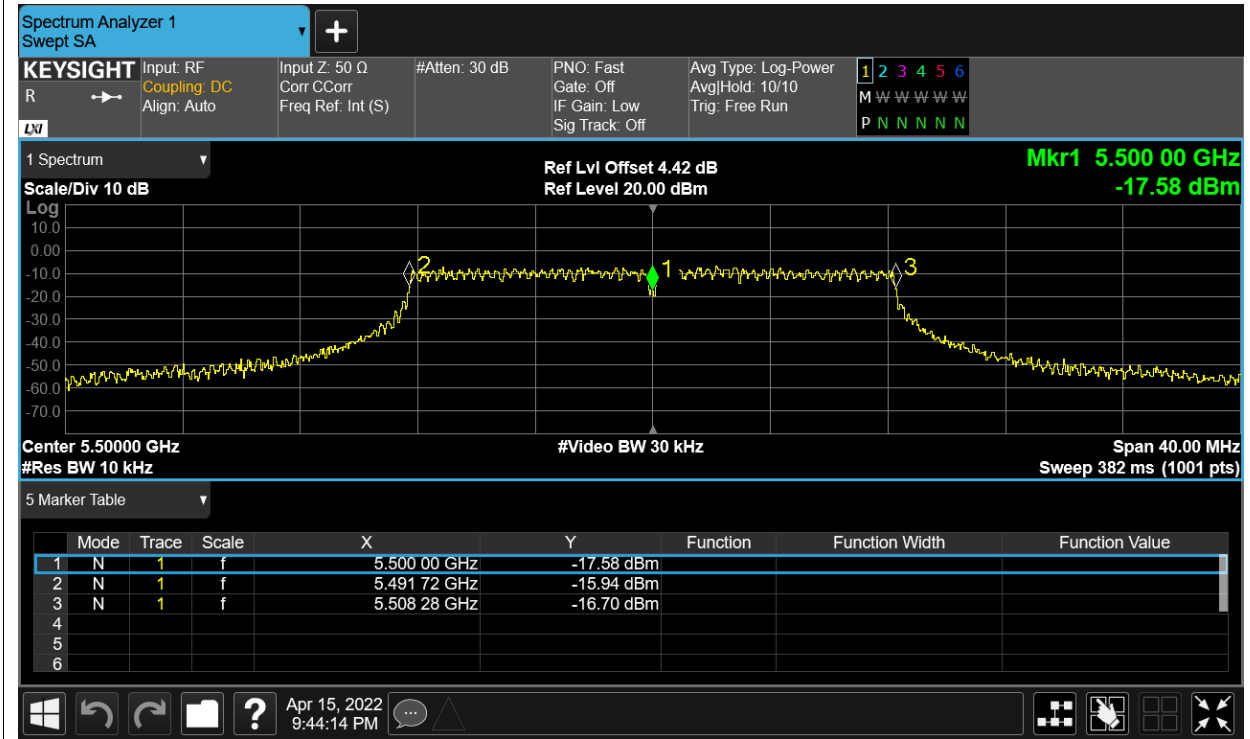 Spectrum Analyzer 1
Swept SA
KEYSIGHT
R
LXI
Input: RF
Coupling: DC
Align: Auto
Input Z: 50 Ω
Corr CCorr
Freq Ref: Int (S)
#Atten: 30 dB
PNO: Fast
Gate: Off
IF Gain: Low
Sig Track: Off
Avg Type: Log-Power
Avg|Hold: 10/10
Trig: Free Run
1 2 3 4 5 6
M W W W W W
P N N N N N
1 Spectrum
Scale/Div 10 dB
Ref Lvl Offset 4.42 dB
Ref Level 20.00 dBm
Mkr1 5.500 00 GHz
-17.58 dBm
Log
10.0
0.00
-10.0
-20.0
-30.0
-40.0
-50.0
-60.0
-70.0
2
1
3
Center 5.50000 GHz
#Res BW 10 kHz
#Video BW 30 kHz
Span 40.00 MHz
Sweep 382 ms (1001 pts)
5 Marker Table
Mode Trace Scale X Y Function Function Width Function Value
1 N 1 f 5.500 00 GHz -17.58 dBm
2 N 1 f 5.491 72 GHz -15.94 dBm
3 N 1 f 5.508 28 GHz -16.70 dBm
4
5
6
?
Apr 15, 2022
9:44:14 PM